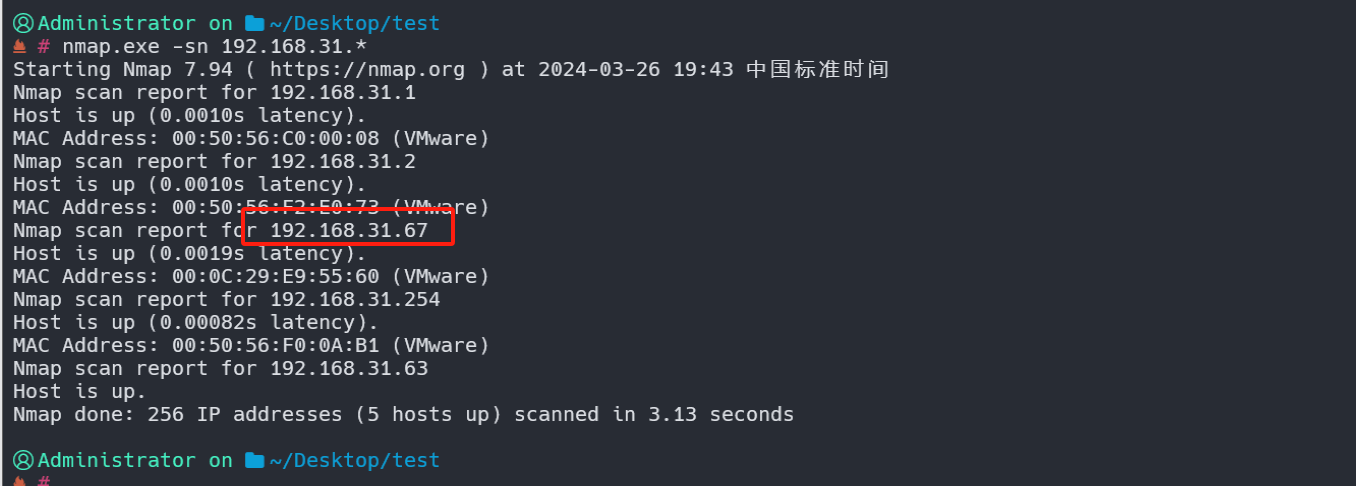 Administrator on ~/Desktop/test
# nmap.exe -sn 192.168.31.*
Starting Nmap 7.94 ( https://nmap.org ) at 2024-03-26 19:43 中国标准时间
Nmap scan report for 192.168.31.1
Host is up (0.0010s latency).
MAC Address: 00:50:56:C0:00:08 (VMware)
Nmap scan report for 192.168.31.2
Host is up (0.0010s latency).
MAC Address: 00:50:56:F2:E0:73 (VMware)
Nmap scan report for 192.168.31.67
Host is up (0.0019s latency).
MAC Address: 00:0C:29:E9:55:60 (VMware)
Nmap scan report for 192.168.31.254
Host is up (0.00082s latency).
MAC Address: 00:50:56:F0:0A:B1 (VMware)
Nmap scan report for 192.168.31.63
Host is up.
Nmap done: 256 IP addresses (5 hosts up) scanned in 3.13 seconds
Administrator on ~/Desktop/test
#